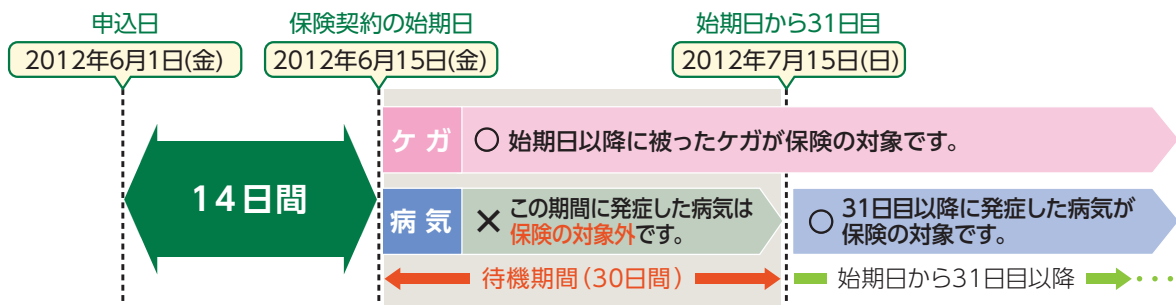 申込日
2012年6月1日(金)
保険契約の始期日
2012年6月15日(金)
始期日から31日目
2012年7月15日(日)
14日間
ケガ
○ 始期日以降に被ったケガが保険の対象です。
病気
× この期間に発症した病気は
保険の対象外です。
○ 31日目以降に発症した病気が
保険の対象です。
待機期間(30日間)
始期日から31日目以降